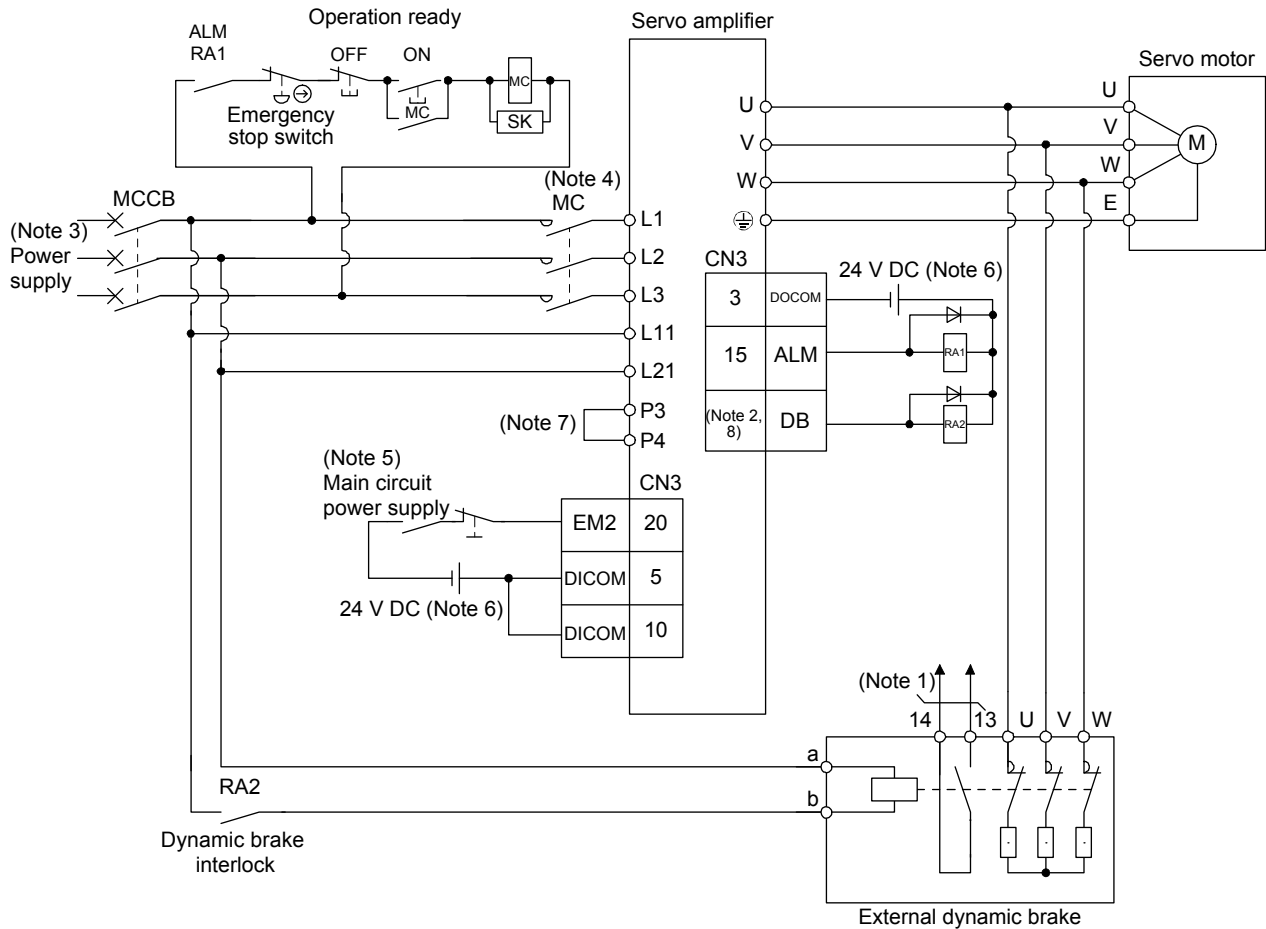 Operation ready
Servo amplifier
ALM
RA1
OFF
ON
MC
MC
SK
Emergency
stop switch
Servo motor
U
V
W
U
V
W
E
M
(Note 3)
Power
supply
MCCB
(Note 4)
MC
L1
L2
L3
L11
L21
P3
P4
(Note 7)
CN3
24 V DC (Note 6)
3
DOCOM
15
ALM
RA1
(Note 2,
8)
DB
RA2
(Note 5)
Main circuit
power supply
CN3
EM2
20
DICOM
5
24 V DC (Note 6)
DICOM
10
(Note 1)
14
13
U
V
W
a
b
RA2
Dynamic brake
interlock
External dynamic brake